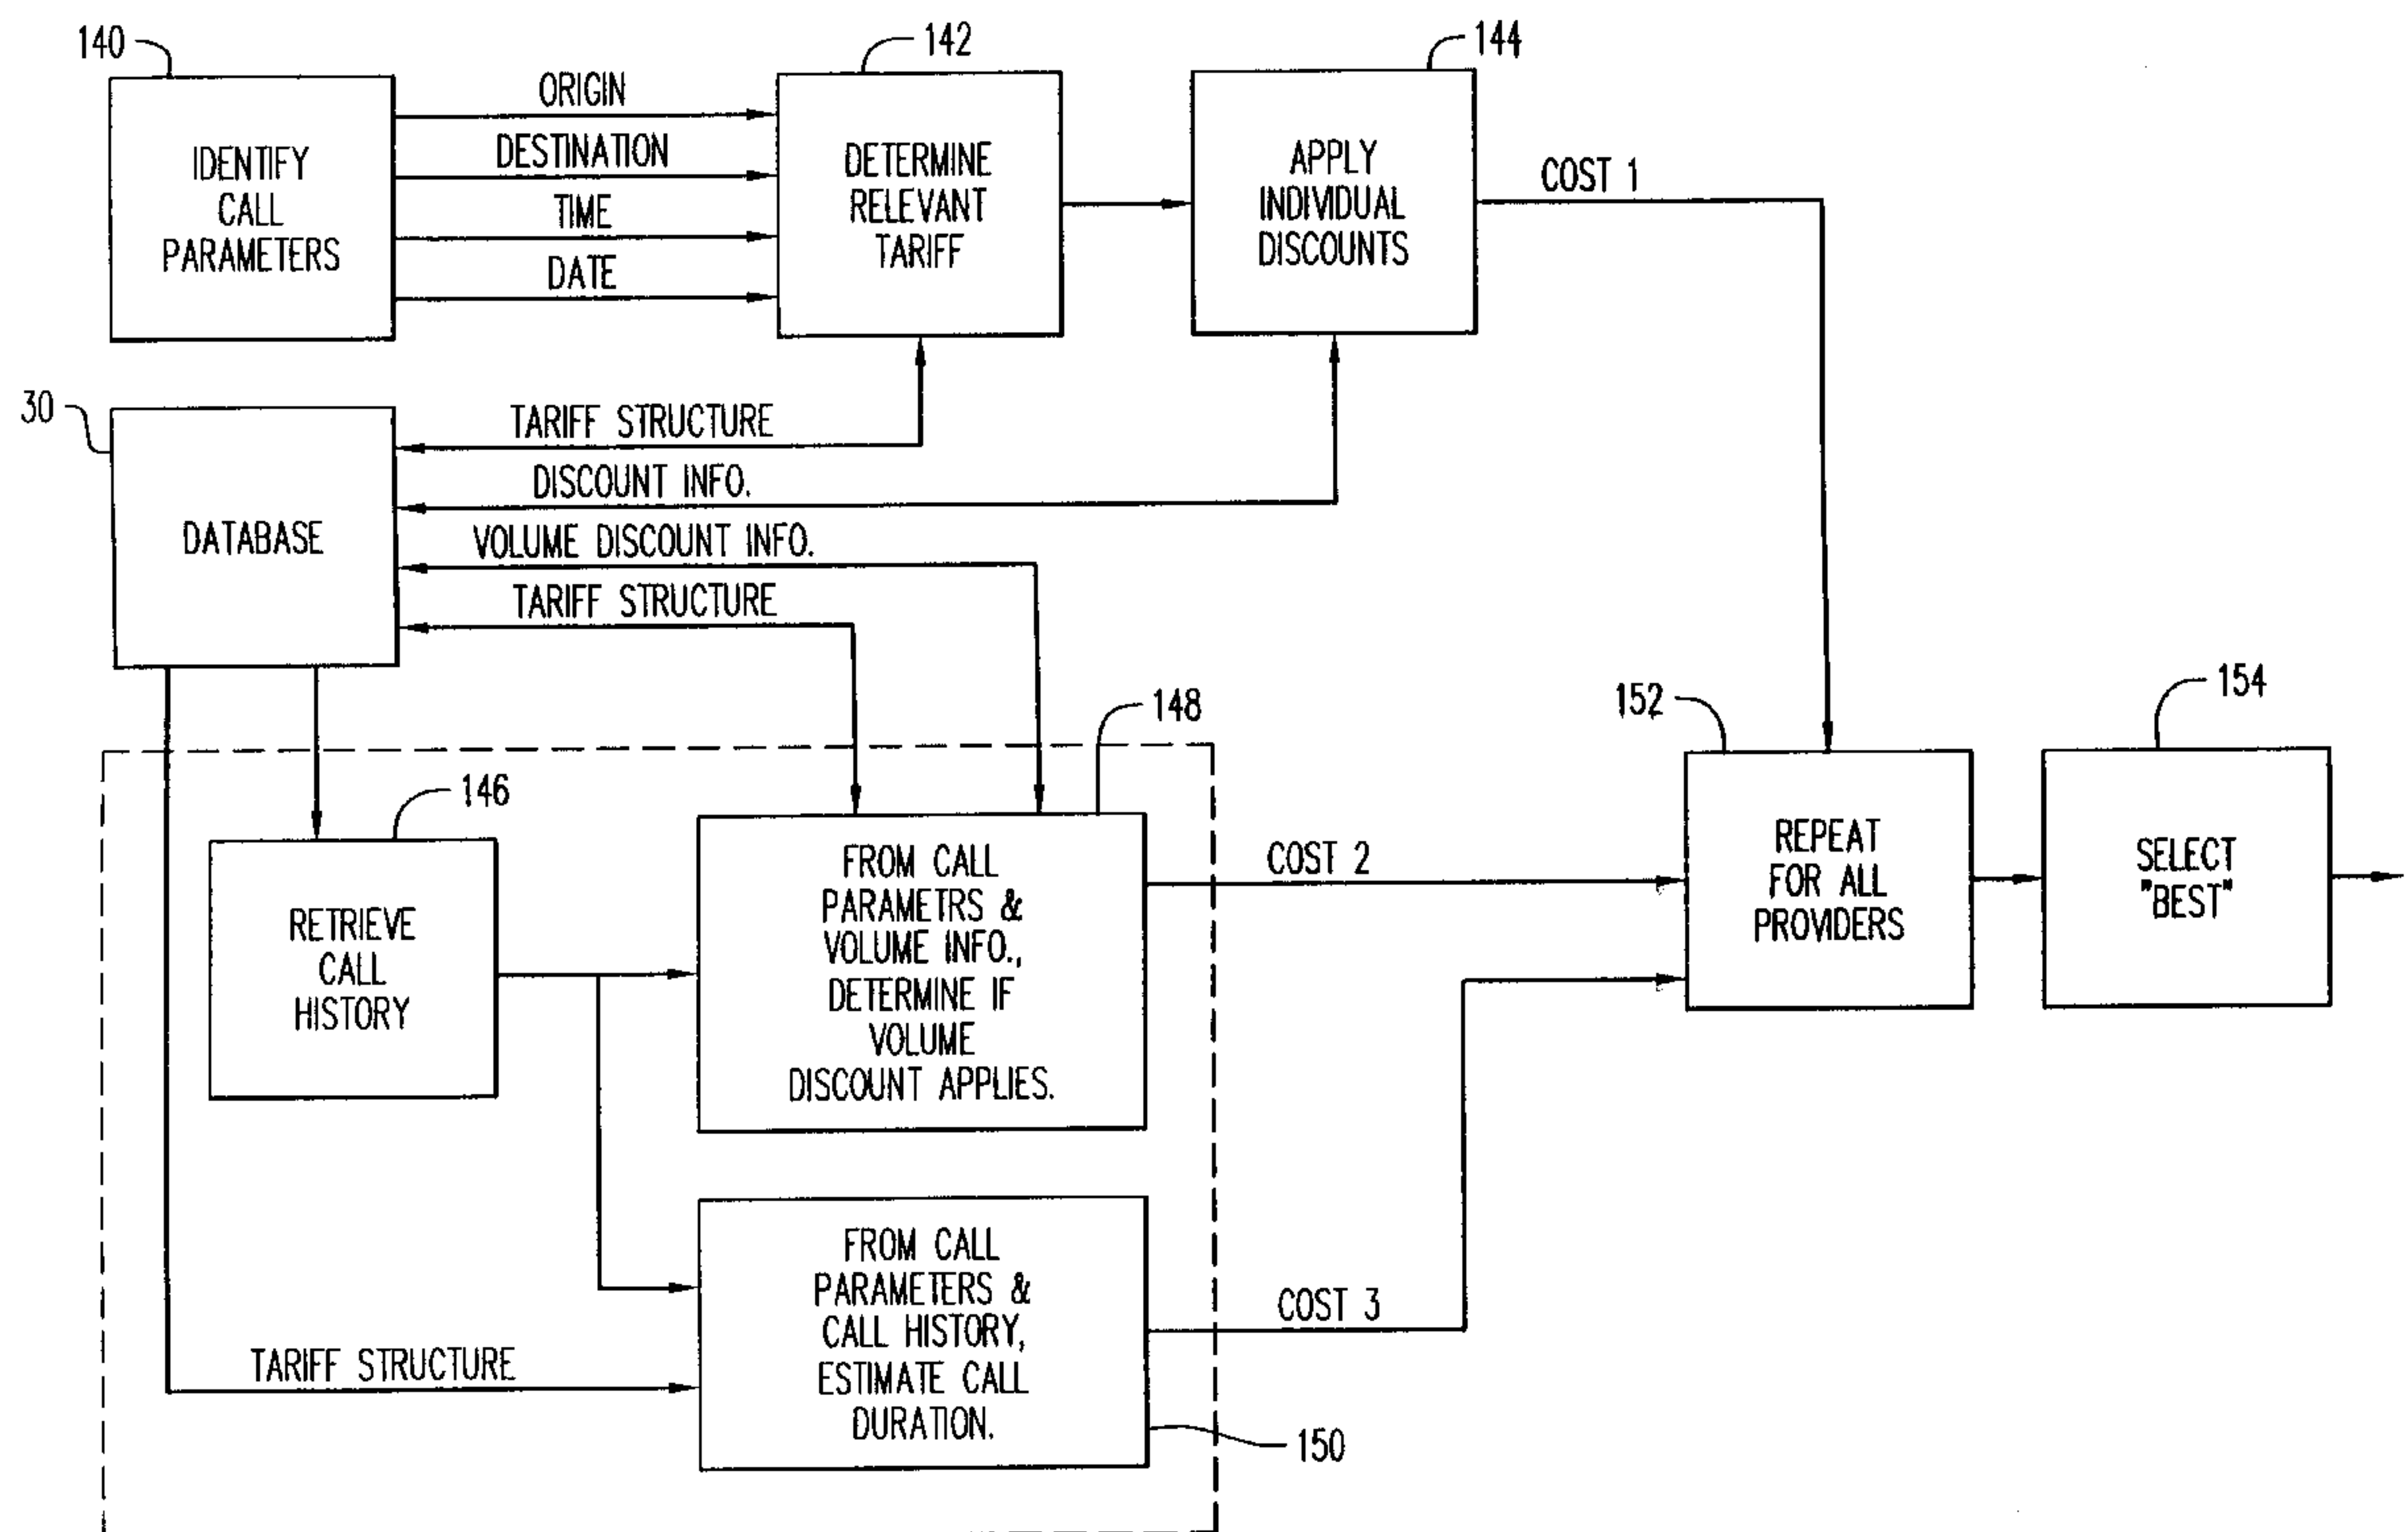 140
142
144
IDENTIFY
CALL
PARAMETERS
ORIGIN
DESTINATION
TIME
DATE
DETERMINE
RELEVANT
TARIFF
APPLY
INDIVIDUAL
DISCOUNTS
COST 1
30
DATABASE
TARIFF STRUCTURE
DISCOUNT INFO.
VOLUME DISCOUNT INFO.
TARIFF STRUCTURE
148
152
154
146
RETRIEVE
CALL
HISTORY
FROM CALL
PARAMETRS &
VOLUME INFO.,
DETERMINE IF
VOLUME
DISCOUNT APPLIES.
COST 2
REPEAT
FOR ALL
PROVIDERS
SELECT
"BEST"
FROM CALL
PARAMETERS &
CALL HISTORY,
ESTIMATE CALL
DURATION.
COST 3
TARIFF STRUCTURE
150